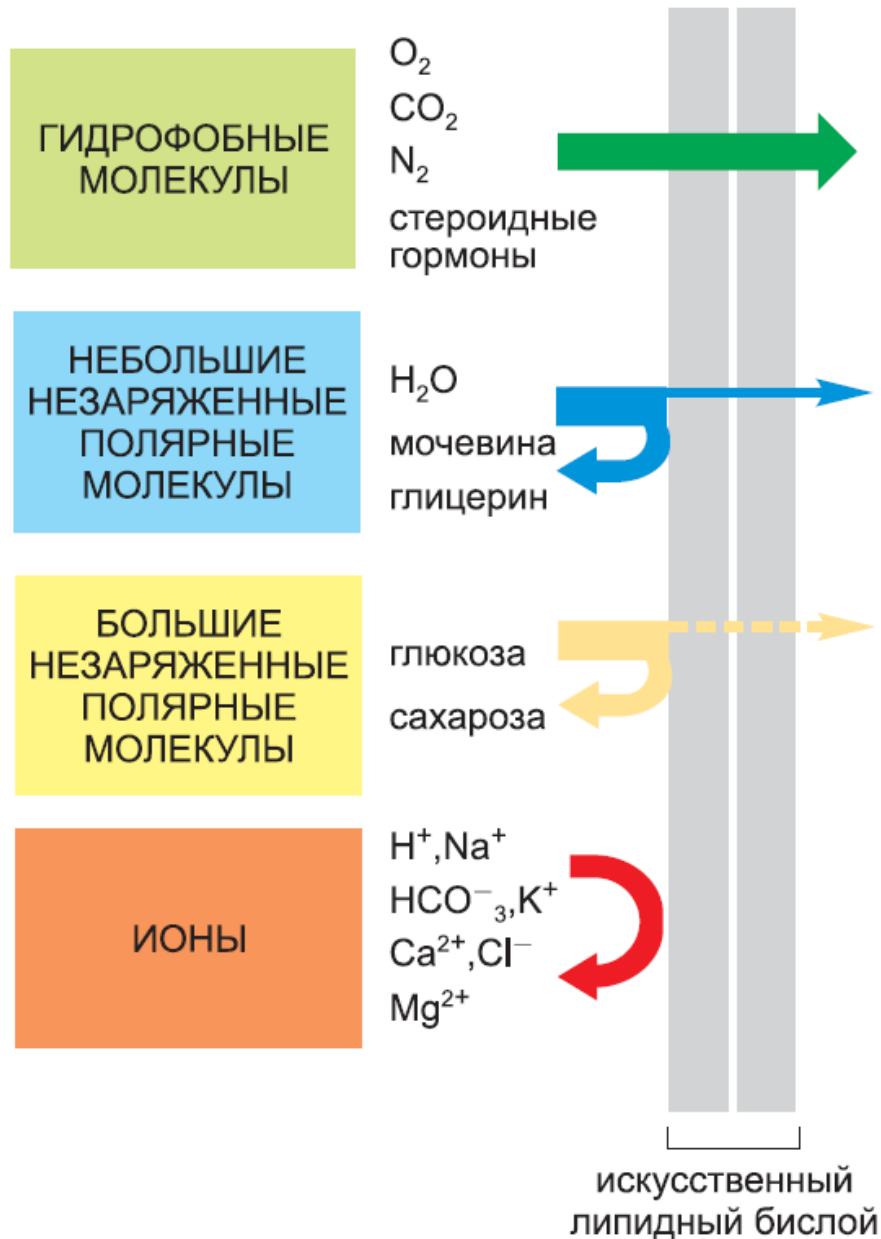 ГИДРОФОБНЫЕ
МОЛЕКУЛЫ
O₂
CO₂
N₂
стероидные
гормоны
НЕБОЛЬШИЕ
НЕЗАРЯЖЕННЫЕ
ПОЛЯРНЫЕ
МОЛЕКУЛЫ
H₂O
мочевина
глицерин
БОЛЬШИЕ
НЕЗАРЯЖЕННЫЕ
ПОЛЯРНЫЕ
МОЛЕКУЛЫ
глюкоза
сахароза
ИОНЫ
H⁺,Na⁺
HCO⁻₃,K⁺
Ca²⁺,Cl⁻
Mg²⁺
искусственный
липидный бислой